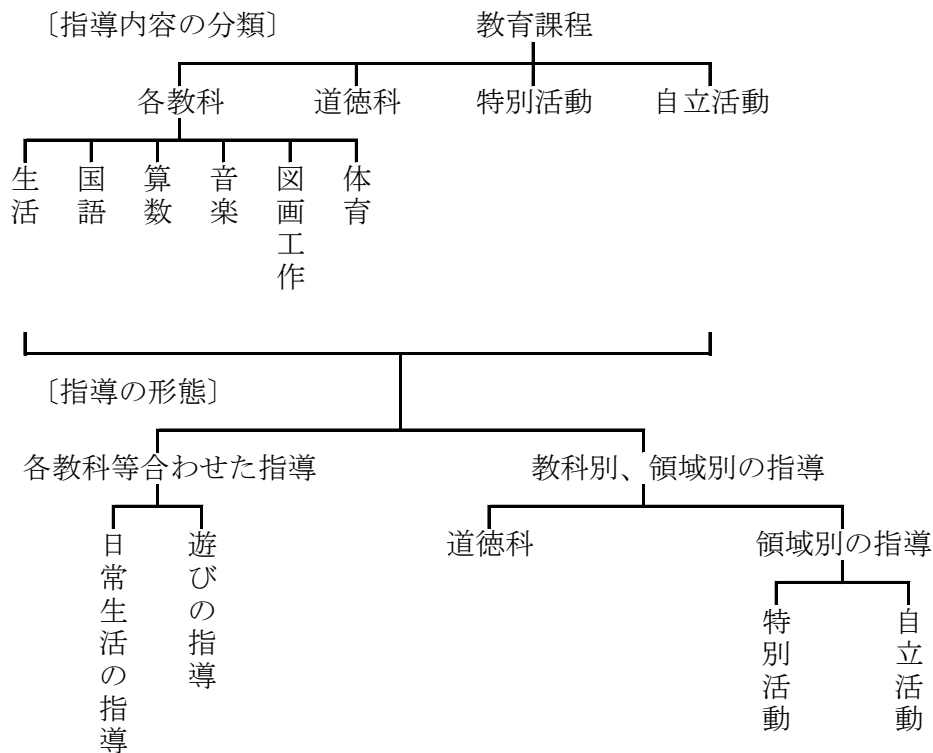 〔指導内容の分類〕
教育課程
各教科
道徳科
特別活動
自立活動
生活
国語
算数
音楽
図画工作
体育
〔指導の形態〕
各教科等合わせた指導
教科別、領域別の指導
日常生活の指導
遊びの指導
道徳科
領域別の指導
特別活動
自立活動